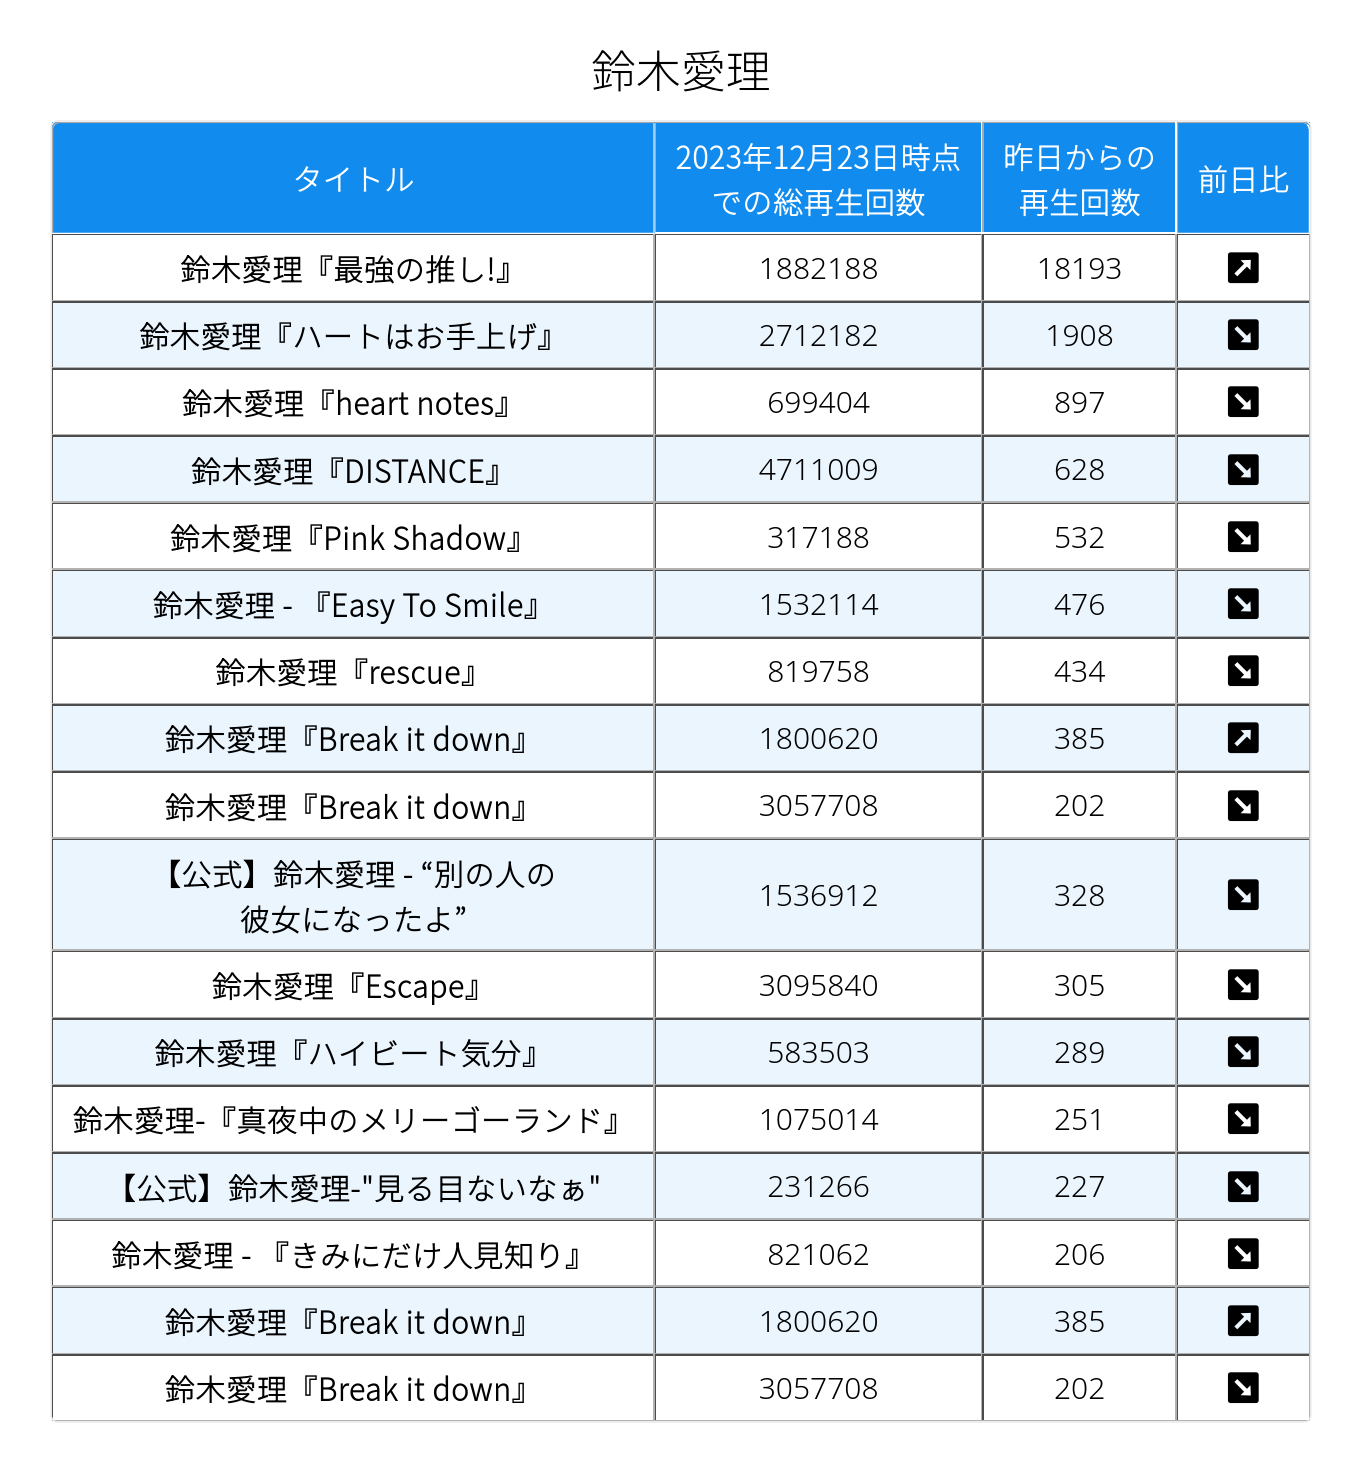 鈴木愛理
タイトル
2023年12月23日時点
での総再生回数
昨日からの
再生回数
前日比
鈴木愛理『最強の推し!』 1882188 18193 ↗
鈴木愛理『ハートはお手上げ』 2712182 1908 ↘
鈴木愛理『heart notes』 699404 897 ↘
鈴木愛理『DISTANCE』 4711009 628 ↘
鈴木愛理『Pink Shadow』 317188 532 ↘
鈴木愛理 - 『Easy To Smile』 1532114 476 ↘
鈴木愛理『rescue』 819758 434 ↘
鈴木愛理『Break it down』 1800620 385 ↗
鈴木愛理『Break it down』 3057708 202 ↘
【公式】鈴木愛理 - “別の人の
彼女になったよ” 1536912 328 ↘
鈴木愛理『Escape』 3095840 305 ↘
鈴木愛理『ハイビート気分』 583503 289 ↘
鈴木愛理-『真夜中のメリーゴーランド』 1075014 251 ↘
【公式】鈴木愛理-"見る目ないなぁ" 231266 227 ↘
鈴木愛理 - 『きみにだけ人見知り』 821062 206 ↘
鈴木愛理『Break it down』 1800620 385 ↗
鈴木愛理『Break it down』 3057708 202 ↘